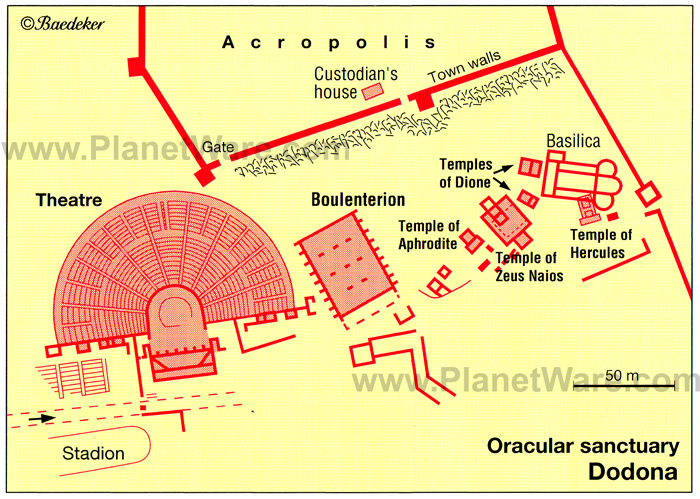 ©Baedeker
Acropolis
Custodian's
house
Town walls
Gate
www.PlanetWare.com
Basilica
Temples
of Dione
Theatre
Boulenterion
Temple of
Aphrodite
Temple of
Hercules
Temple of
Zeus Naios
www.PlanetWare.com
50 m
Stadion
Oracular sanctuary
Dodona